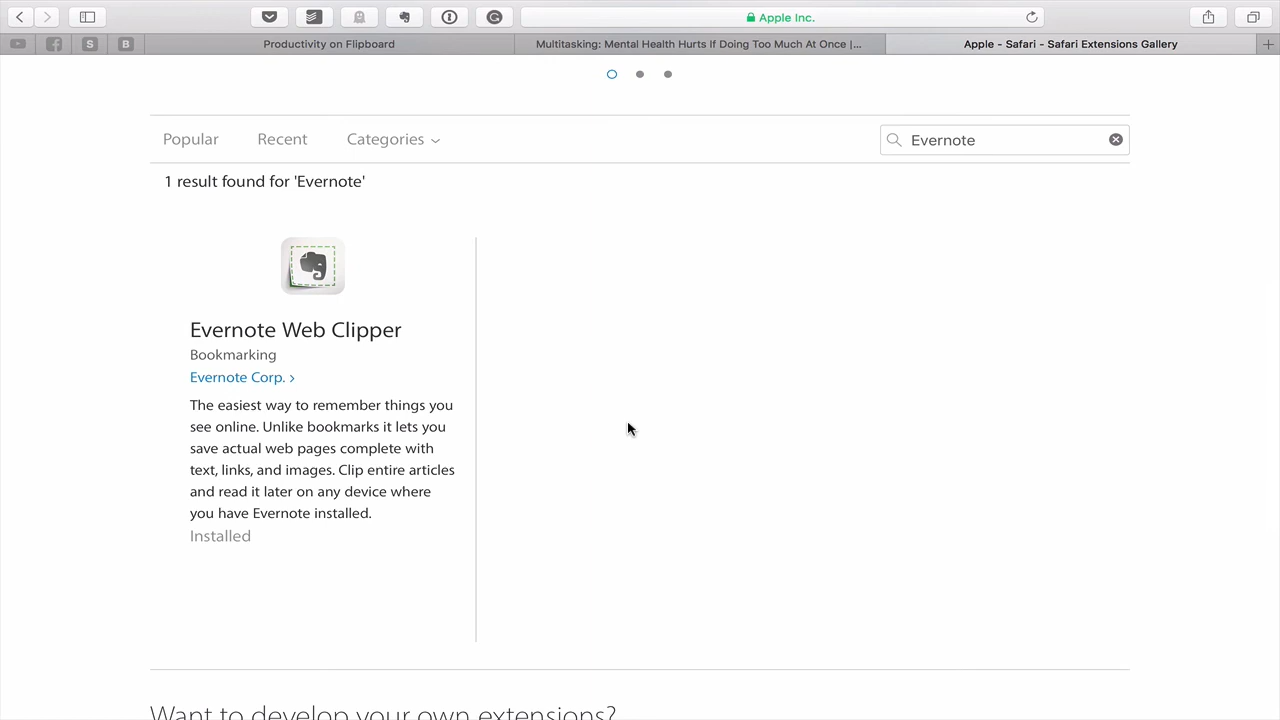 Apple Inc.
S
B
Productivity on Flipboard
Multitasking: Mental Health Hurts If Doing Too Much At Once |...
Apple - Safari - Safari Extensions Gallery
Popular
Recent
Categories
Evernote
1 result found for 'Evernote'
Evernote Web Clipper
Bookmarking
Evernote Corp. ›
The easiest way to remember things you
see online. Unlike bookmarks it lets you
save actual web pages complete with
text, links, and images. Clip entire articles
and read it later on any device where
you have Evernote installed.
Installed
Want to develop your own extensions?